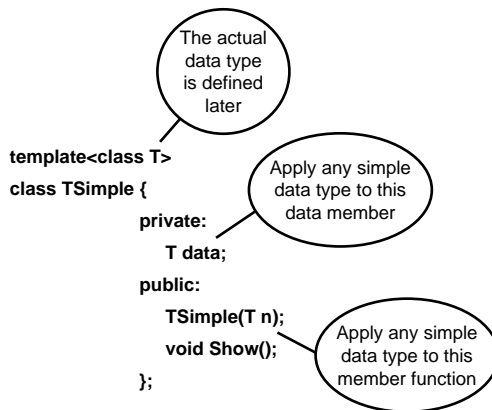 The actual
data type
is defined
later
template<class T>
class TSimple {
private:
T data;
public:
TSimple(T n);
void Show();
};
Apply any simple
data type to this
data member
Apply any simple
data type to this
member function